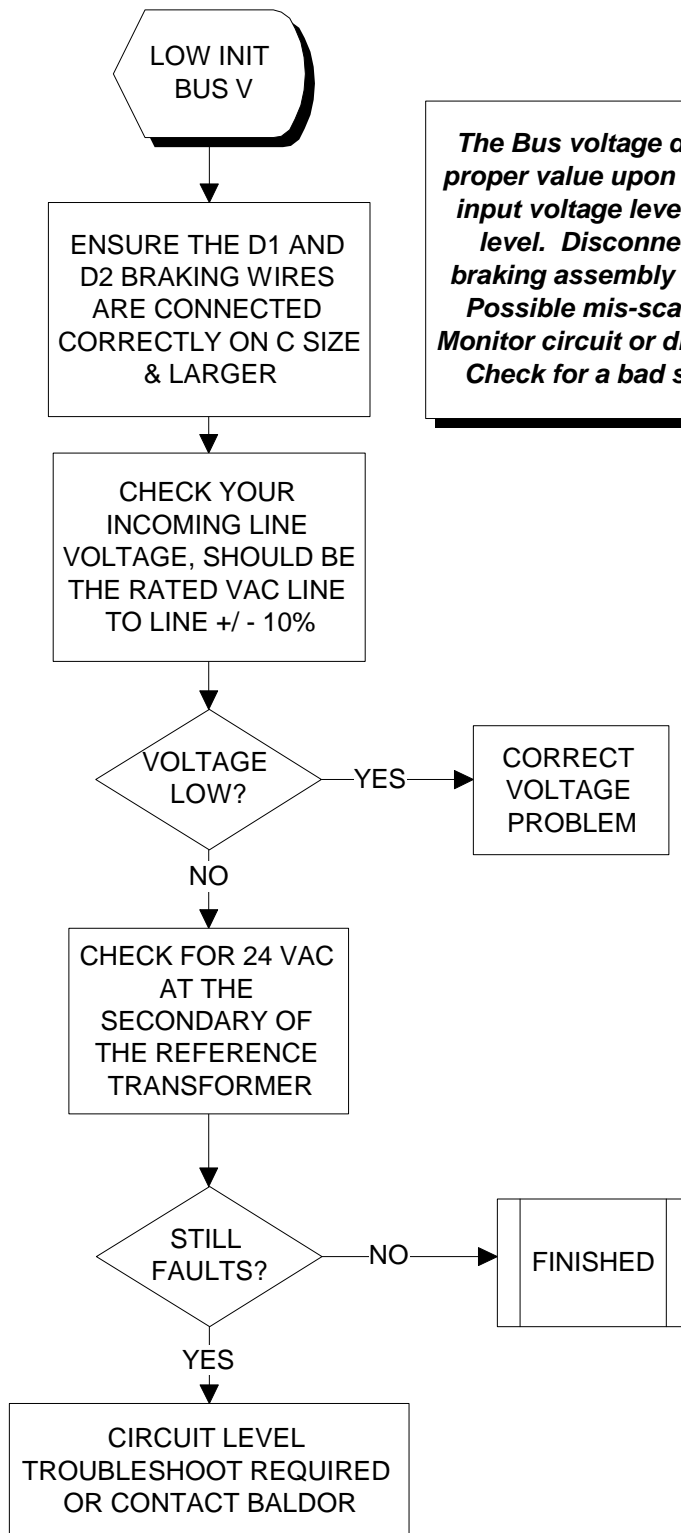 LOW INIT
BUS V
The Bus voltage
proper value upon
input voltage
level. Disconne
braking assembly
Possible mis-sca
Monitor circuit or
Check for a bad
ENSURE THE D1 AND
D2 BRAKING WIRES
ARE CONNECTED
CORRECTLY ON C SIZE
& LARGER
CHECK YOUR
INCOMING LINE
VOLTAGE, SHOULD BE
THE RATED VAC LINE
TO LINE +/ - 10%
VOLTAGE
LOW?
YES
CORRECT
VOLTAGE
PROBLEM
NO
CHECK FOR 24 VAC
AT THE
SECONDARY OF
THE REFERENCE
TRANSFORMER
STILL
FAULTS?
NO
FINISHED
YES
CIRCUIT LEVEL
TROUBLESHOOT REQUIRED
OR CONTACT BALDOR